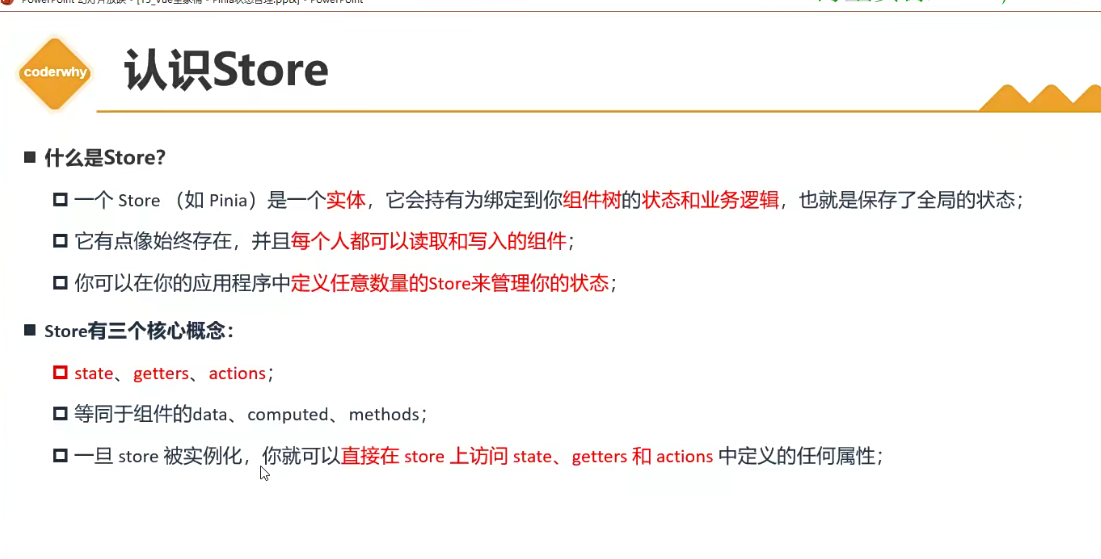 认识Store
coderwhy
什么是Store?
一个 Store （如 Pinia）是一个实体，它会持有为绑定到你组件树的状态和业务逻辑，也就是保存了全局的状态；
它有点像始终存在，并且每个人都可以读取和写入的组件；
你可以在你的应用程序中定义任意数量的Store来管理你的状态；
Store有三个核心概念：
state、getters、actions；
等同于组件的data、computed、methods；
一旦 store 被实例化，你就可以直接在 store 上访问 state、getters 和 actions 中定义的任何属性；